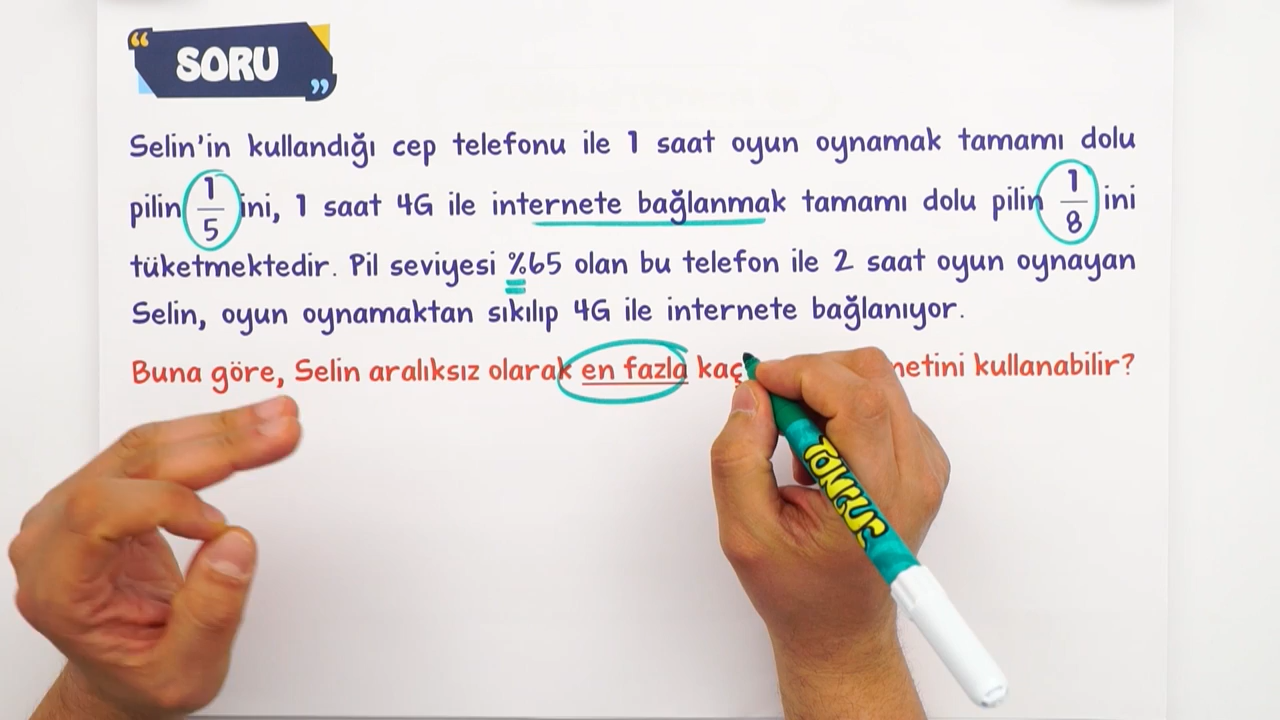 SORU
Selin'in kullandığı cep telefonu ile 1 saat oyun oynamak tamamı dolu
pilin 1/5 ini, 1 saat 4G ile internete bağlanmak tamamı dolu pilin 1/8 ini
tüketmektedir. Pil seviyesi %65 olan bu telefon ile 2 saat oyun oynayan
Selin, oyun oynamaktan sıkılıp 4G ile internete bağlanıyor.
Buna göre, Selin aralıksız olarak en fazla kaç kullanabilir?
TONGUÇ